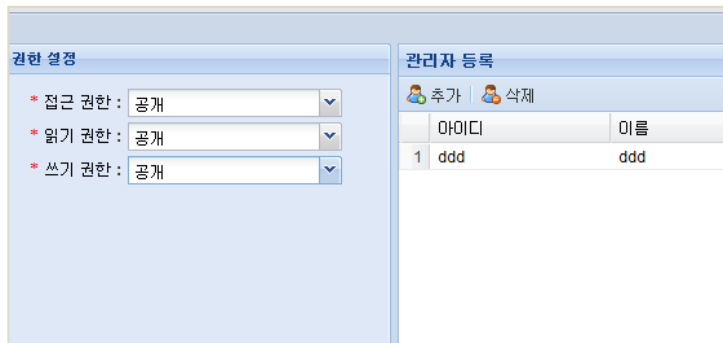 권한 설정
* 접근 권한 : 공개
* 읽기 권한 : 공개
* 쓰기 권한 : 공개
관리자 등록
추가 삭제
아이디 이름
1 ddd ddd